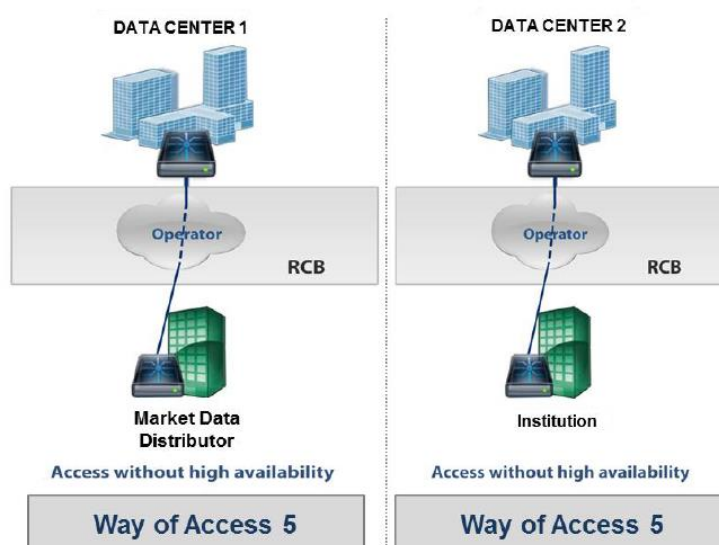 DATA CENTER 1
Operator
RCB
Market Data
Distributor
Access without high availability
Way of Access 5
DATA CENTER 2
Operator
RCB
Institution
Access without high availability
Way of Access 5